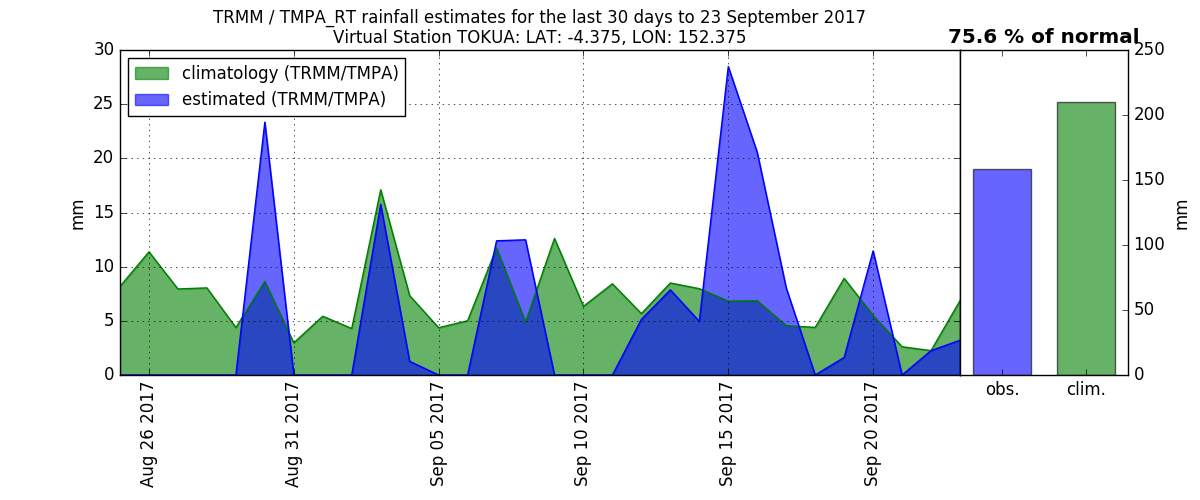 TRMM / TMPA_RT rainfall estimates for the last 30 days to 23 September 2017
Virtual Station TOKUA: LAT: -4.375, LON: 152.375
75.6 % of normal
climatology (TRMM/TMPA)
estimated (TRMM/TMPA)
mm
30
25
20
15
10
5
0
Aug 26 2017
Aug 31 2017
Sep 05 2017
Sep 10 2017
Sep 15 2017
Sep 20 2017
obs.
clim.
250
200
150
100
50
0
mm